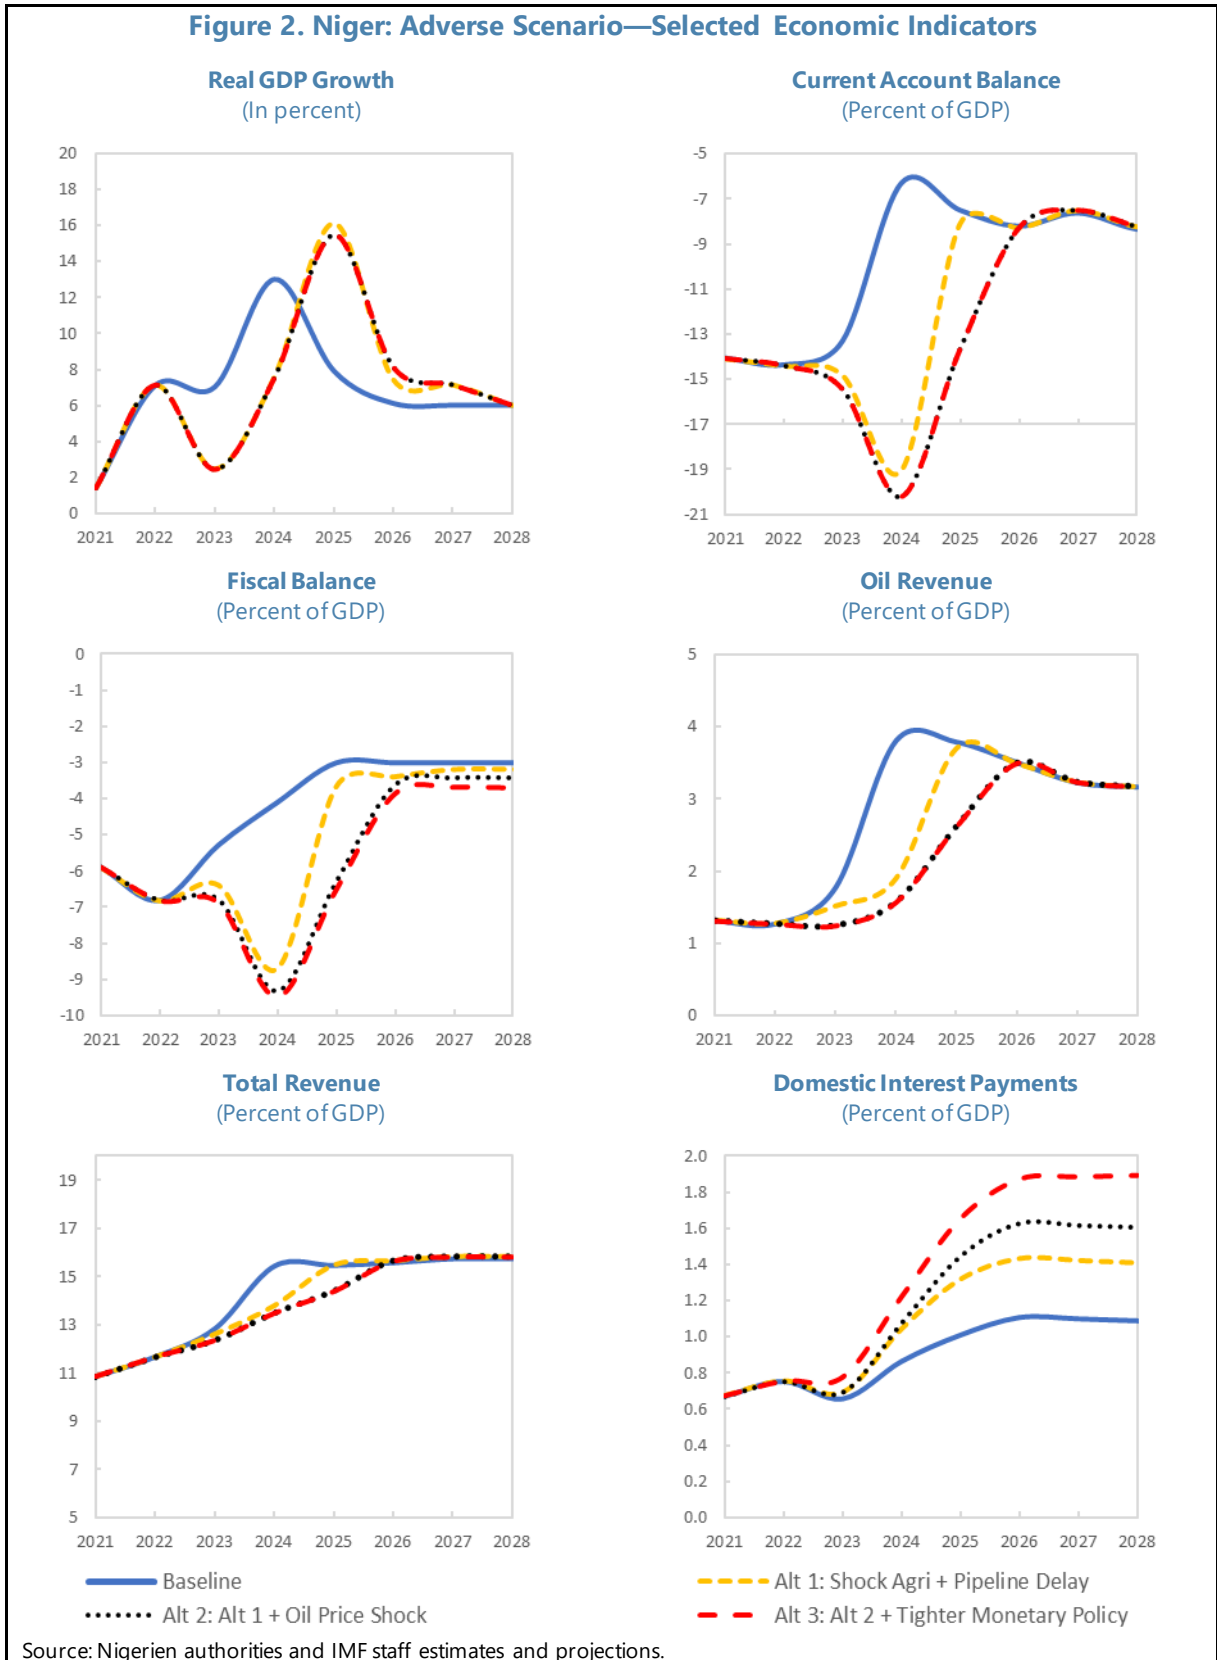 Figure 2. Niger: Adverse Scenario—Selected Economic Indicators
Real GDP Growth
(In percent)
20
18
16
14
12
10
8
6
4
2
0
2021 2022 2023 2024 2025 2026 2027 2028
Current Account Balance
(Percent of GDP)
-5
-7
-9
-11
-13
-15
-17
-19
-21
2021 2022 2023 2024 2025 2026 2027 2028
Fiscal Balance
(Percent of GDP)
0
-1
-2
-3
-4
-5
-6
-7
-8
-9
-10
2021 2022 2023 2024 2025 2026 2027 2028
Oil Revenue
(Percent of GDP)
5
4
3
2
1
0
2021 2022 2023 2024 2025 2026 2027 2028
Total Revenue
(Percent of GDP)
19
17
15
13
11
9
7
5
2021 2022 2023 2024 2025 2026 2027 2028
Domestic Interest Payments
(Percent of GDP)
2.0
1.8
1.6
1.4
1.2
1.0
0.8
0.6
0.4
0.2
0.0
2021 2022 2023 2024 2025 2026 2027 2028
Baseline
Alt 1: Shock Agri + Pipeline Delay
Alt 2: Alt 1 + Oil Price Shock
Alt 3: Alt 2 + Tighter Monetary Policy
Source: Nigerien authorities and IMF staff estimates and projections.